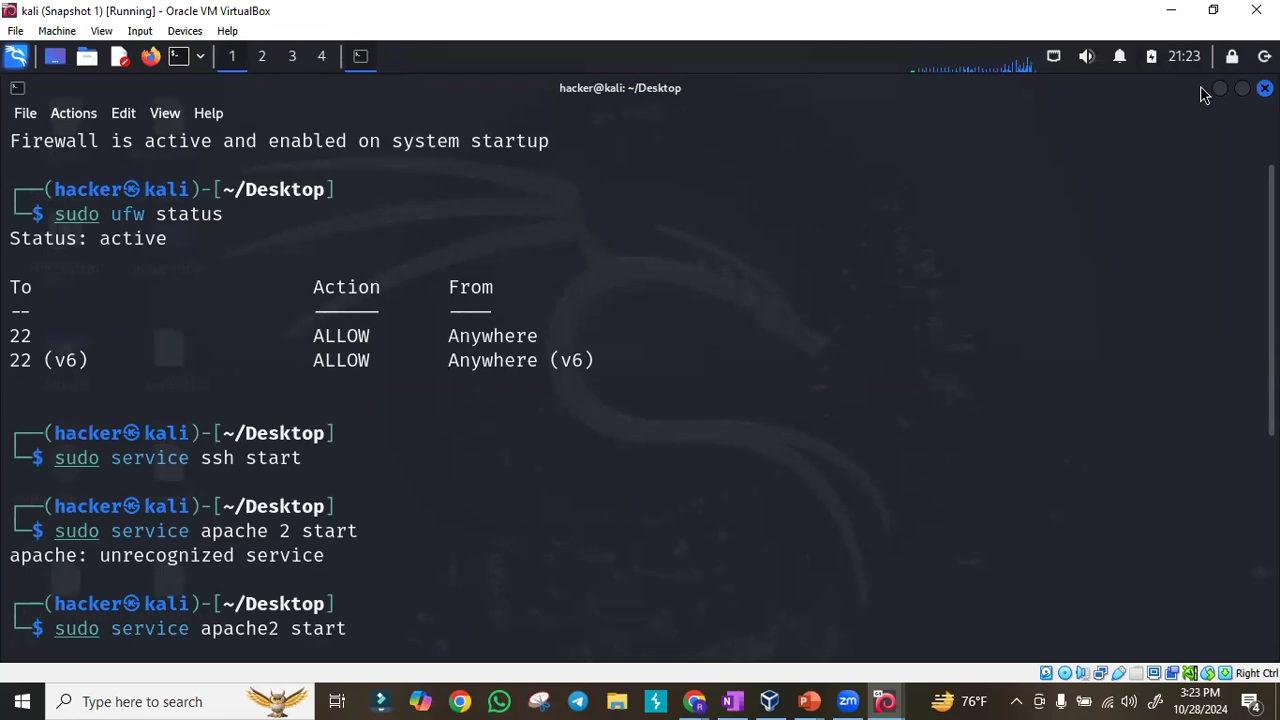 kali (Snapshot 1) [Running] - Oracle VM VirtualBox
File Machine View Input Devices Help
1 2 3 4 21:23
hacker@kali: ~/Desktop
File Actions Edit View Help
Firewall is active and enabled on system startup
(hacker㉿kali)-[~/Desktop]
$ sudo ufw status
Status: active
To Action From
-- ------ ----
22 ALLOW Anywhere
22 (v6) ALLOW Anywhere (v6)
(hacker㉿kali)-[~/Desktop]
$ sudo service ssh start
(hacker㉿kali)-[~/Desktop]
$ sudo service apache 2 start
apache: unrecognized service
(hacker㉿kali)-[~/Desktop]
$ sudo service apache2 start
Right Ctrl
Type here to search
76°F
3:23 PM
10/28/2024
4